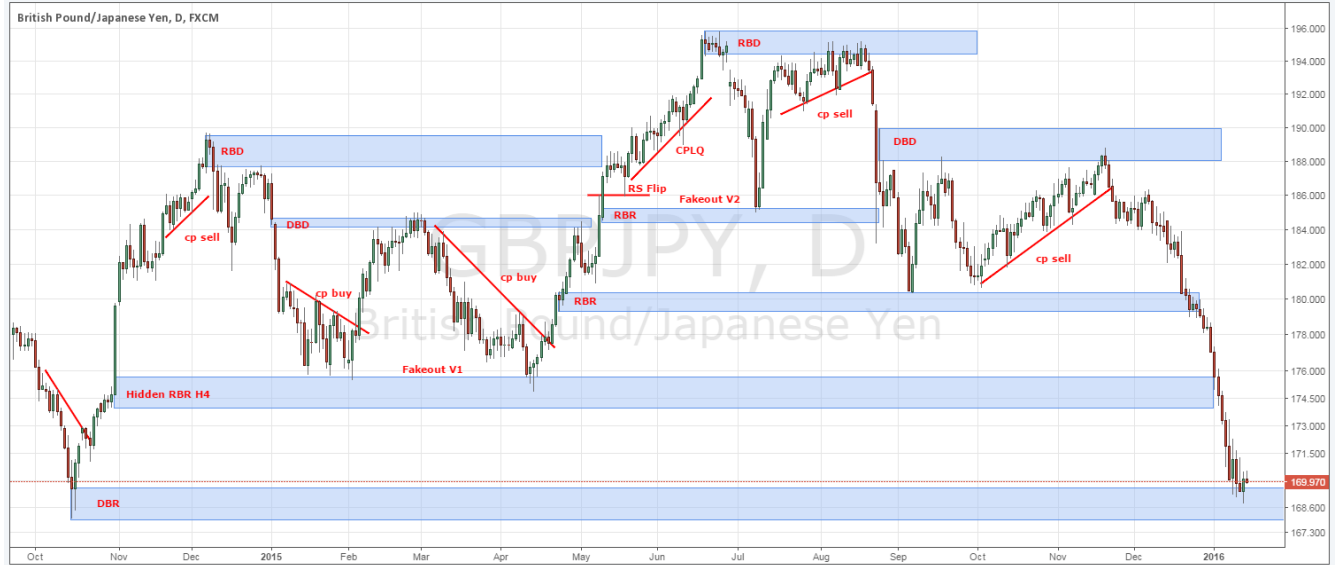 British Pound/Japanese Yen, D, FXCM
196.000
RBD
194.000
192.000
cp sell
190.000
RBD
DBD
188.000
CPLQ
RS Flip
186.000
Fakeout V2
RBR
DBD
184.000
cp sell
GBPJPY, D
cp buy
cp sell
182.000
cp buy
RBR
180.000
British Pound/Japanese Yen
178.000
Fakeout V1
176.000
Hidden RBR H4
174.500
173.000
171.500
169.970
DBR
168.600
167.300
Oct Nov Dec 2015 Feb Mar Apr May Jun Jul Aug Sep Oct Nov Dec 2016